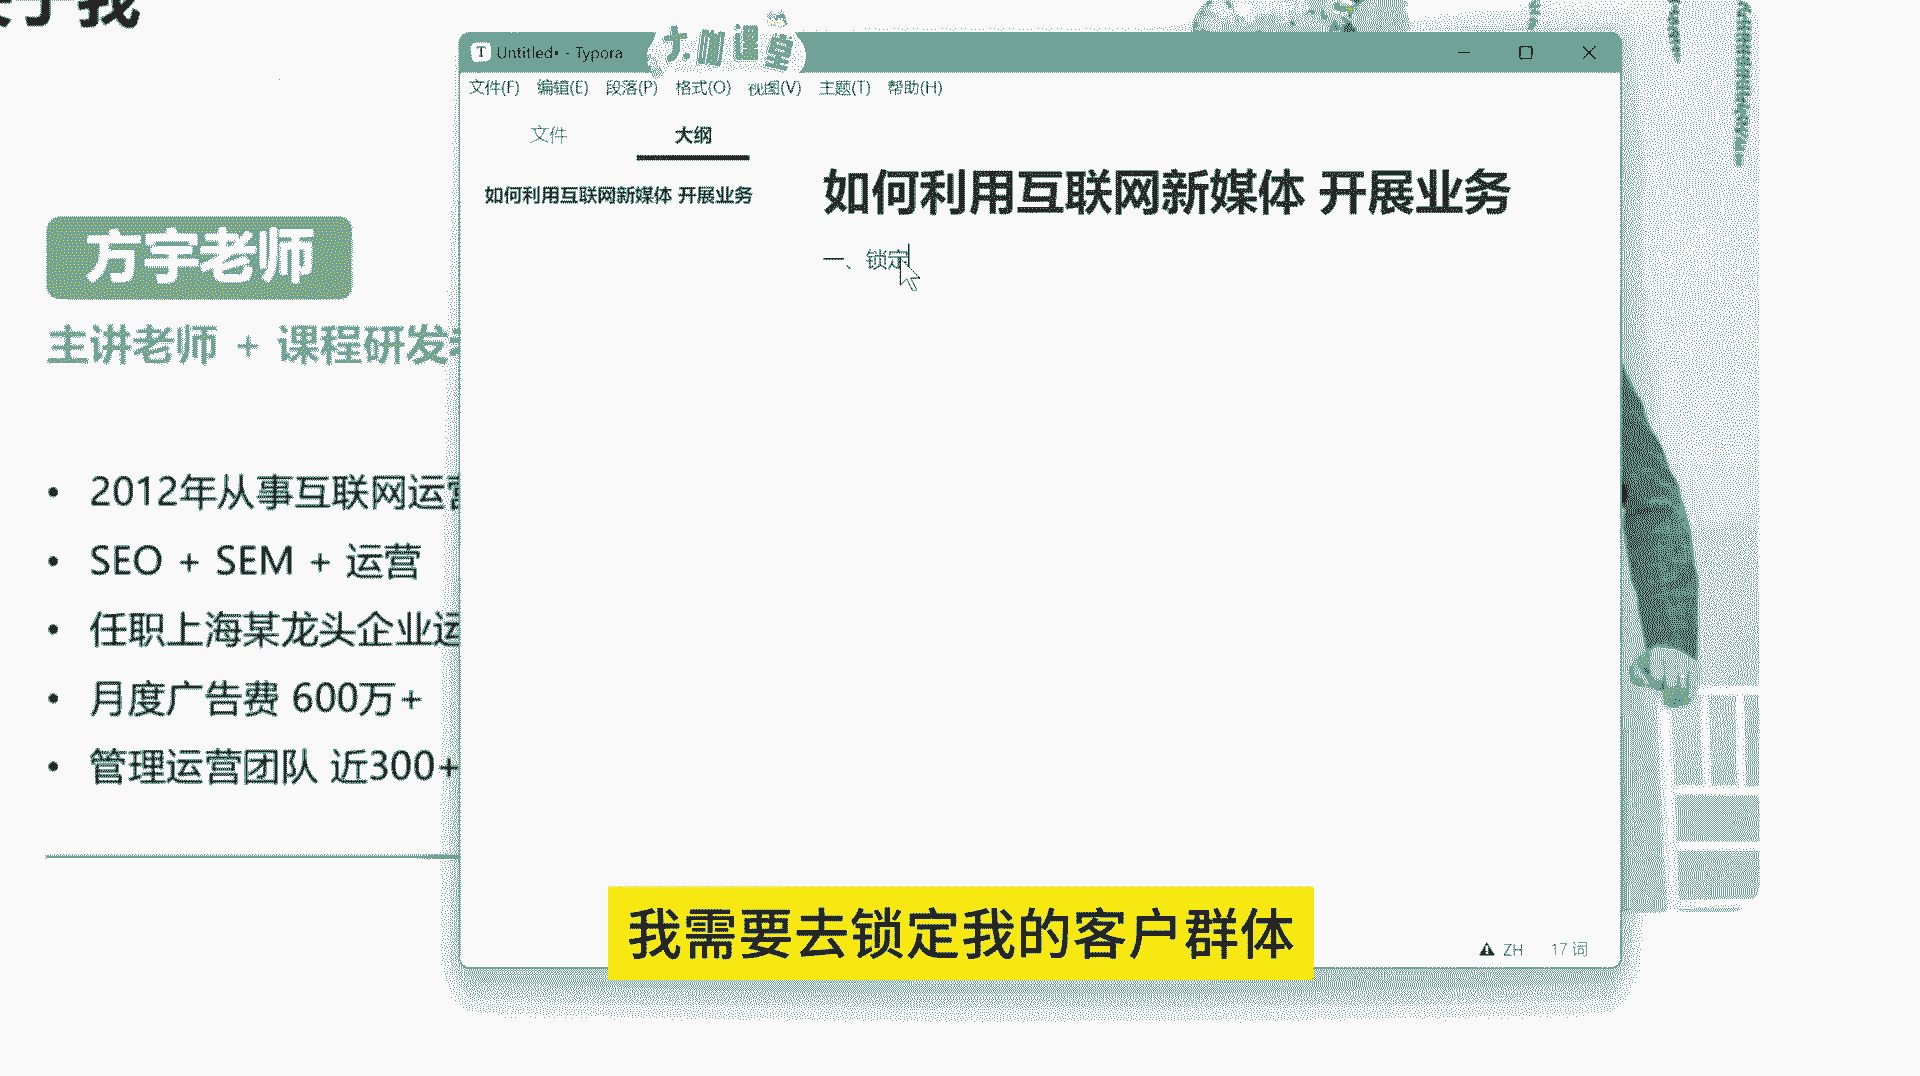 于我
大咖课堂
Untitled• - Typora
文件(F) 编辑(E) 段落(P) 格式(O) 视图(V) 主题(T) 帮助(H)
文件 大纲
如何利用互联网新媒体 开展业务
如何利用互联网新媒体 开展业务
一、锁定
方宇老师
主讲老师 + 课程研发
• 2012年从事互联网运营
• SEO + SEM + 运营
• 任职上海某龙头企业运
• 月度广告费 600万+
• 管理运营团队 近300+
我需要去锁定我的客户群体
ZH 17 词